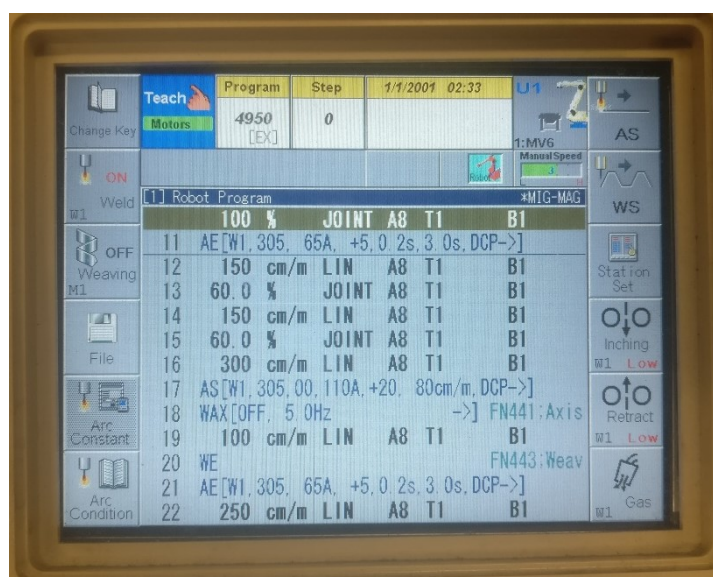 Change Key
Teach
Motors
Program
4950
[EX]
Step
0
1/1/2001 02:33
U1
1:MV6
AS
ON
Weld
W1
Robot
Manual Speed
3
WS
[1] Robot Program *MIG-MAG
100 % JOINT A8 T1 B1
11 AE[W1, 305, 65A, +5, 0.2s, 3.0s, DCP->]
12 150 cm/m LIN A8 T1 B1
13 60.0 % JOINT A8 T1 B1
14 150 cm/m LIN A8 T1 B1
15 60.0 % JOINT A8 T1 B1
16 300 cm/m LIN A8 T1 B1
17 AS[W1, 305, 00, 110A, +20, 80cm/m, DCP->]
18 WAX[OFF, 5.0Hz ->] FN441;Axis
19 100 cm/m LIN A8 T1 B1
20 WE FN443;Weav
21 AE[W1, 305, 65A, +5, 0.2s, 3.0s, DCP->]
22 250 cm/m LIN A8 T1 B1
OFF
Weaving
M1
File
Arc
Constant
Arc
Condition
Station
Set
Inching
W1 Low
Retract
W1 Low
Gas
W1